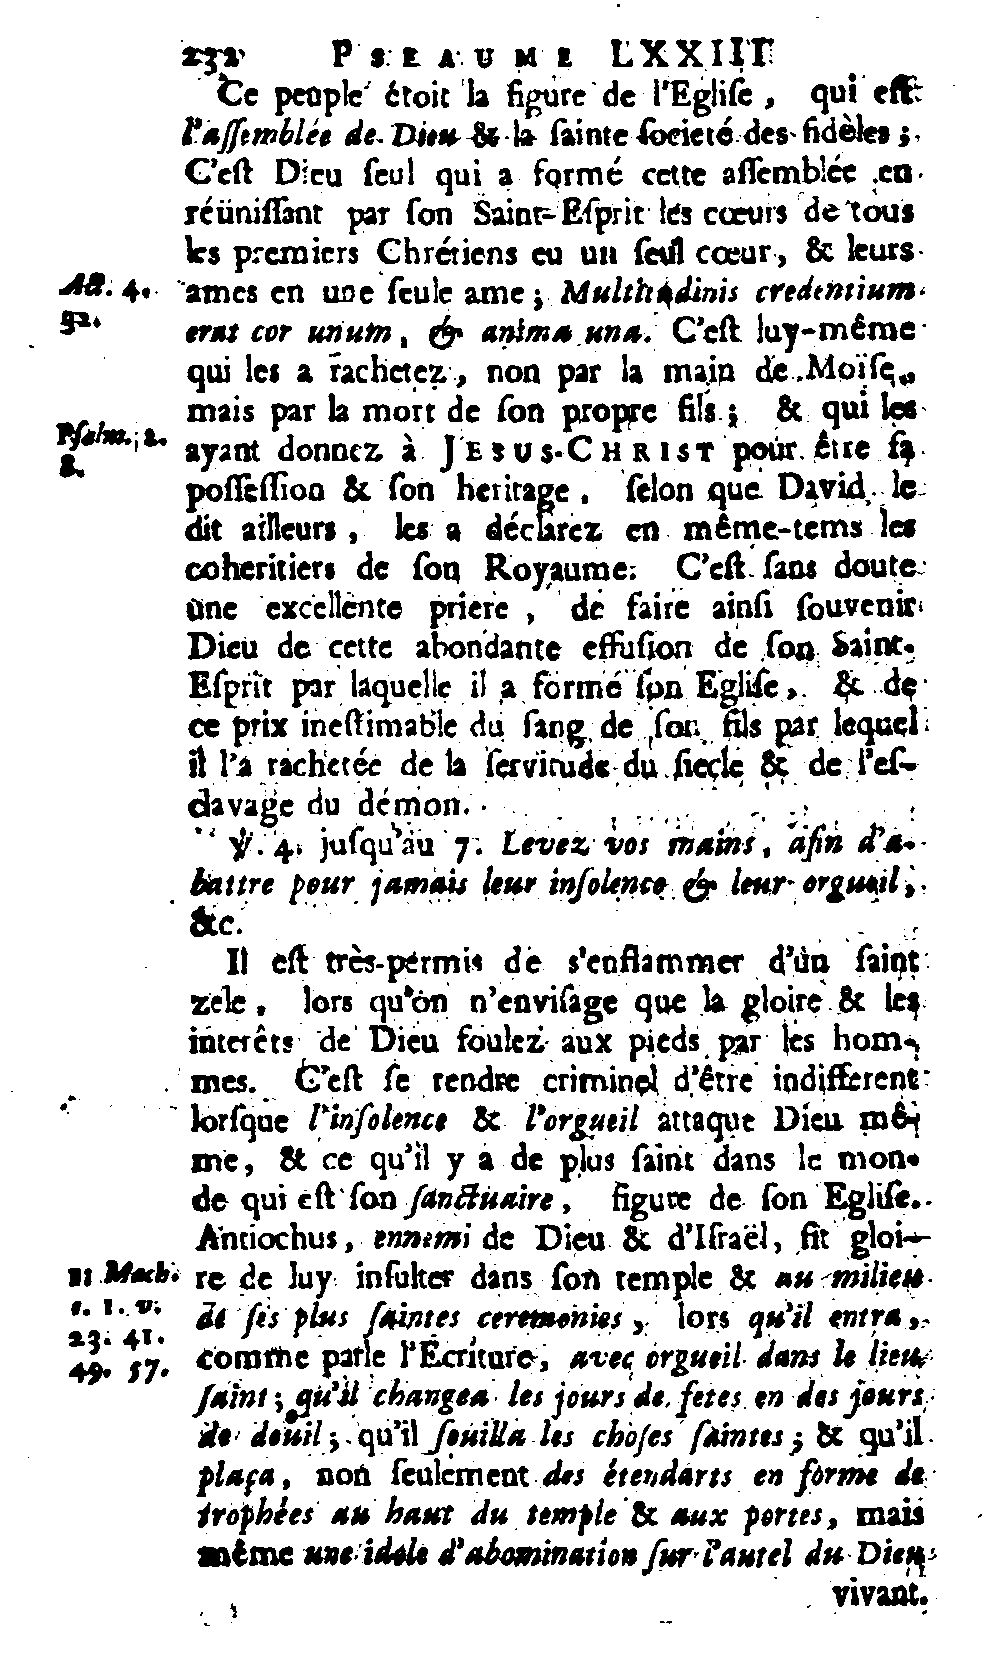 232 PSEAUME LXXIII
Ce peuple étoit la figure de l'Egliſe, qui eſt
l'aſſemblée de Dieu & la ſainte ſocieté des fidèles;
C'eſt Dieu ſeul qui a formé cette aſſemblée en
réüniſſant par ſon Saint-Eſprit les cœurs de tous
les premiers Chrétiens eu un ſeul cœur, & leurs
Act. 4. ames en une ſeule ame; Multitudinis credentium
32. erat cor unum, & anima una. C'eſt luy-même
qui les a rachetez, non par la main de Moïſe,
mais par la mort de ſon propre fils; & qui les
Pſalm. 2. ayant donnez à JESUS-CHRIST pour être ſa
8. poſſeſſion & ſon heritage, ſelon que David le
dit ailleurs, les a déclarez en même-tems les
coheritiers de ſon Royaume. C'eſt ſans doute
une excellente priere, de faire ainſi ſouvenir
Dieu de cette abondante effuſion de ſon Saint-
Eſprit par laquelle il a formé ſon Egliſe, & de
ce prix ineſtimable du ſang de ſon fils par lequel
il l'a rachetée de la ſervitude du ſiecle & de l'eſ-
clavage du démon.
℣. 4. juſqu'au 7. Levez vos mains, afin d'a-
battre pour jamais leur inſolence & leur orgueil,
&c.
Il eſt très-permis de s'enflammer d'un ſaint
zele, lors qu'on n'enviſage que la gloire & les
interêts de Dieu foulez aux pieds par les hom-
mes. C'eſt ſe rendre criminel d'être indifferent
lorſque l'inſolence & l'orgueil attaque Dieu mê-
me, & ce qu'il y a de plus ſaint dans le mon-
de qui eſt ſon ſanctuaire, figure de ſon Egliſe.
Antiochus, ennemi de Dieu & d'Iſraël, fit gloi-
Mach. re de luy inſulter dans ſon temple & au milieu
1. 1. v. de ſes plus ſaintes ceremonies, lors qu'il entra,
23. 41. comme parle l'Ecriture, avec orgueil dans le lieu
49. 57. ſaint; qu'il changea les jours de fetes en des jours
de deuil; qu'il ſouilla les choſes ſaintes; & qu'il
plaça, non ſeulement des étendarts en forme de
trophées au haut du temple & aux portes, mais
même une idole d'abomination ſur l'autel du Dieu
vivant.